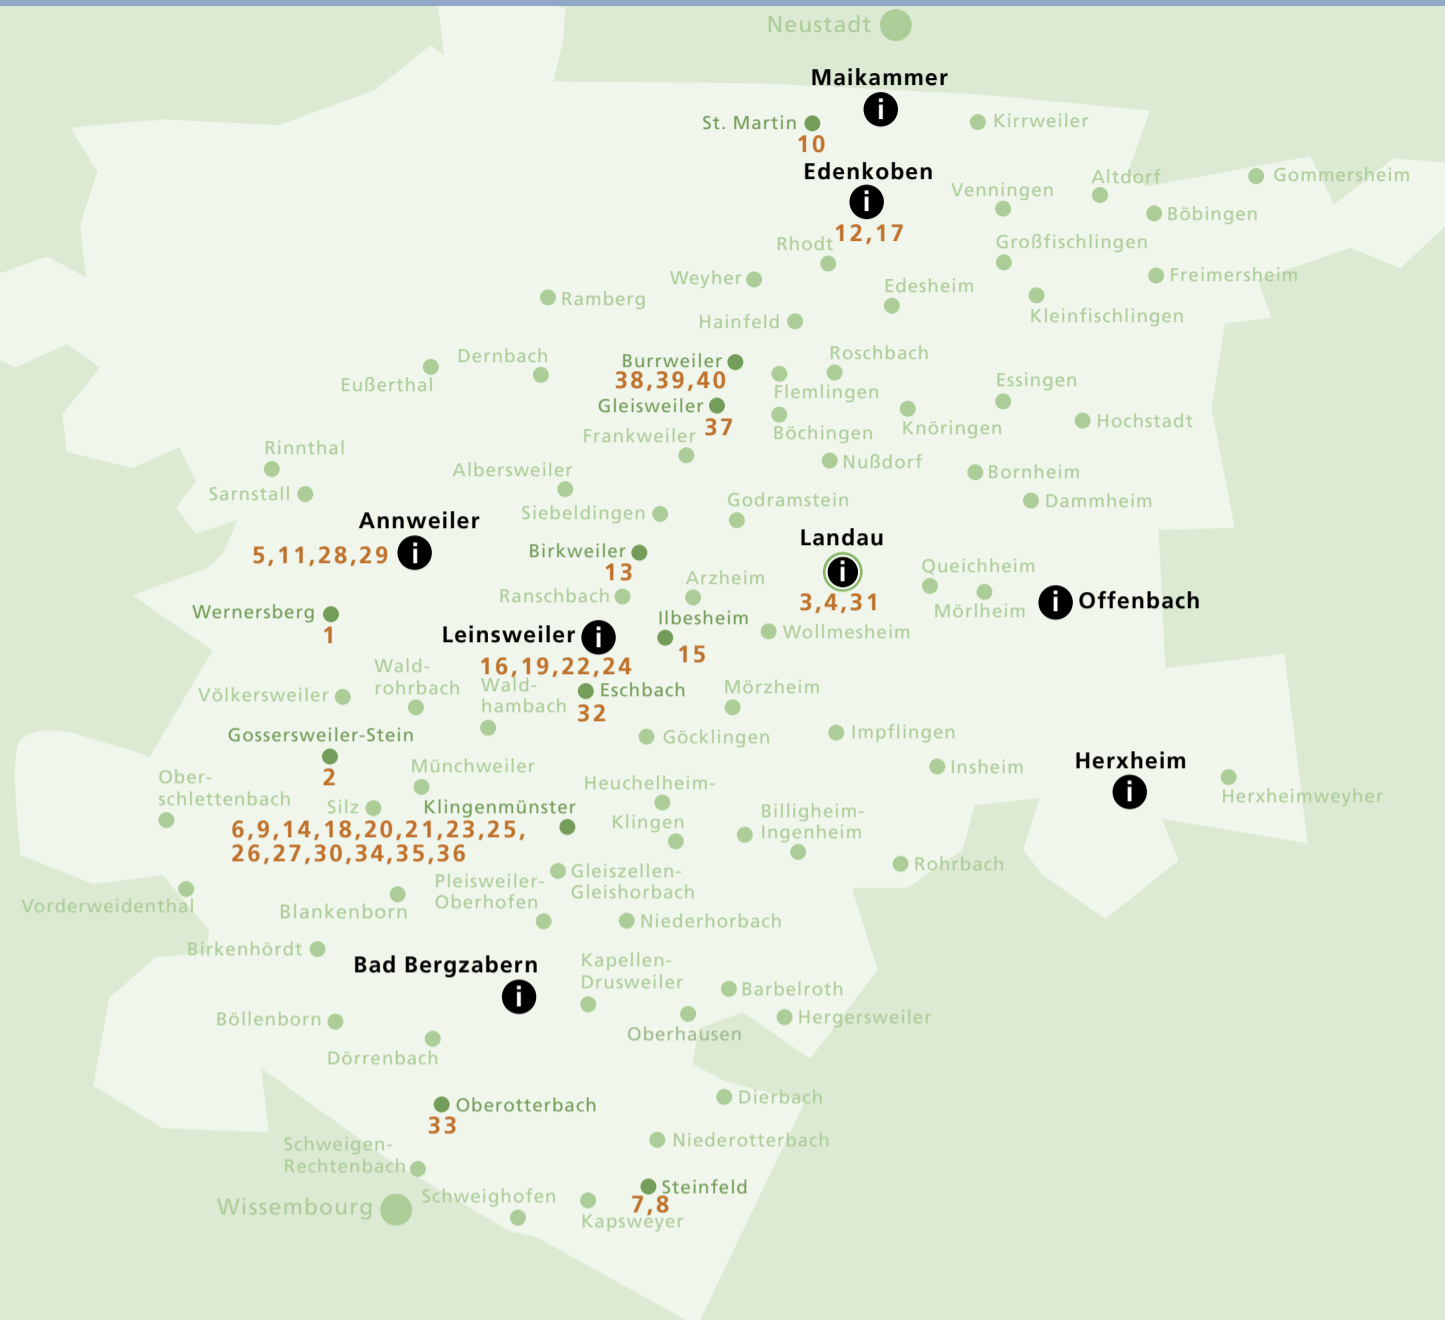 Neustadt
Maikammer
i
St. Martin
10
Kirrweiler
Edenkoben
i
12,17
Venningen
Altdorf
Gommersheim
Böbingen
Rhodt
Großfischlingen
Weyher
Freimersheim
Ramberg
Edesheim
Hainfeld
Kleinfischlingen
Dernbach
Burrweiler
38,39,40
Roschbach
Eußerthal
Flemlingen
Essingen
Gleisweiler
37
Frankweiler
Böchingen
Knöringen
Hochstadt
Rinnthal
Albersweiler
Nußdorf
Bornheim
Sarnstall
Siebeldingen
Godramstein
Dammheim
Annweiler
5,11,28,29
i
Birkweiler
13
Landau
i
3,4,31
Queichheim
Mörlheim
i
Offenbach
Ranschbach
Arzheim
Wernersberg
1
Ilbesheim
15
Leinsweiler
i
16,19,22,24
Wollmesheim
Wald-
rohrbach
Wald-
hambach
Völkersweiler
Eschbach
32
Mörzheim
Gossersweiler-Stein
2
Göcklingen
Impflingen
Münchweiler
Insheim
Herxheim
i
Herxheimweyher
Ober-
schlettenbach
Silz
Klingenmünster
6,9,14,18,20,21,23,25,
26,27,30,34,35,36
Heuchelheim-
Klingen
Billigheim-
Ingenheim
Rohrbach
Gleiszellen-
Gleishorbach
Pleisweiler-
Oberhofen
Vorderweidenthal
Blankenborn
Niederhorbach
Birkenhördt
Bad Bergzabern
i
Kapellen-
Drusweiler
Barbelroth
Böllenborn
Oberhausen
Hergersweiler
Dörrenbach
Oberotterbach
33
Dierbach
Schweigen-
Rechtenbach
Niederotterbach
Wissembourg
Schweighofen
Steinfeld
7,8
Kapsweyer